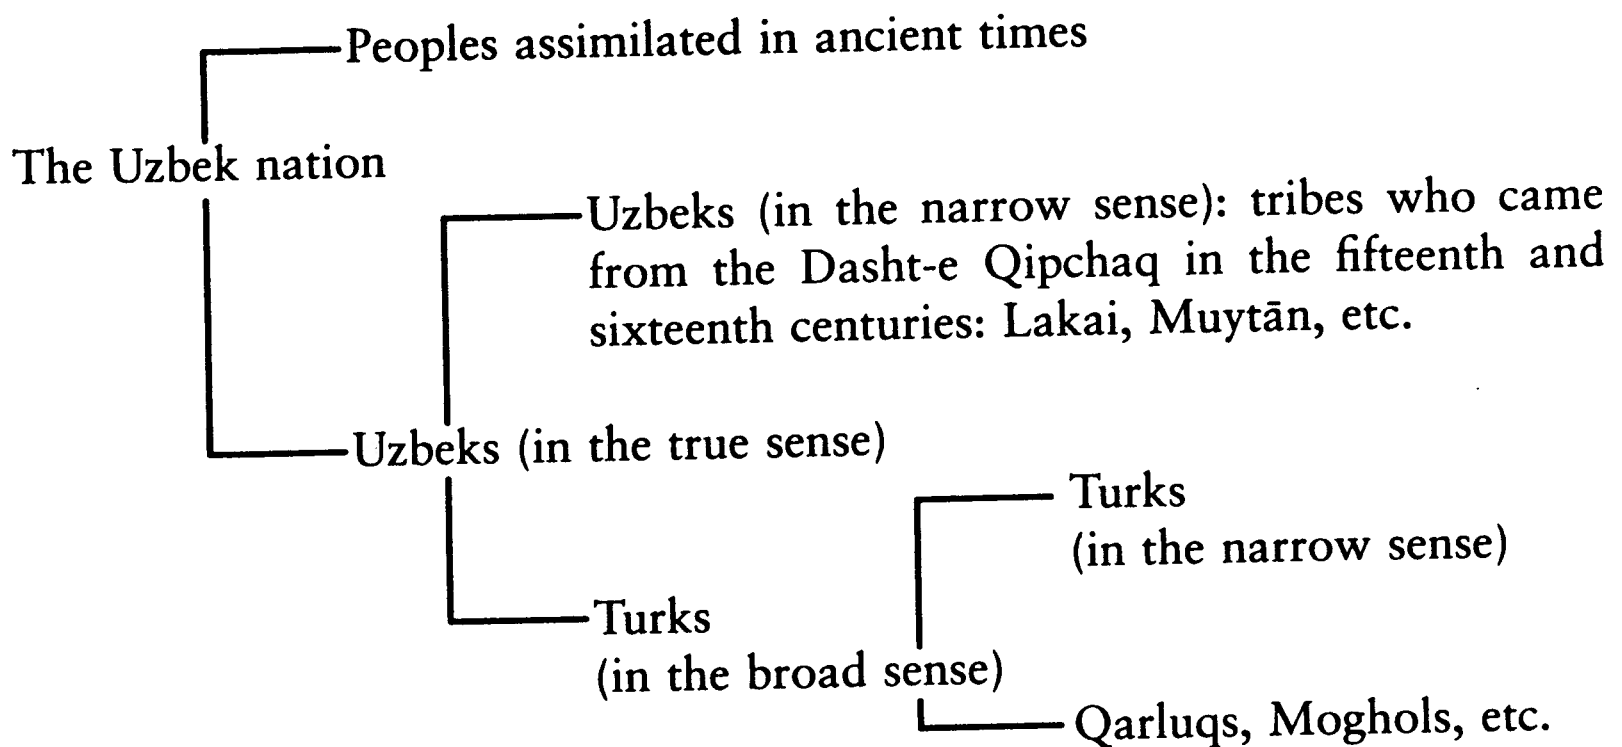 Peoples assimilated in ancient times
The Uzbek nation
Uzbeks (in the narrow sense): tribes who came
from the Dasht-e Qipchaq in the fifteenth and
sixteenth centuries: Lakai, Muytān, etc.
Uzbeks (in the true sense)
Turks
(in the narrow sense)
Turks
(in the broad sense)
Qarluqs, Moghols, etc.